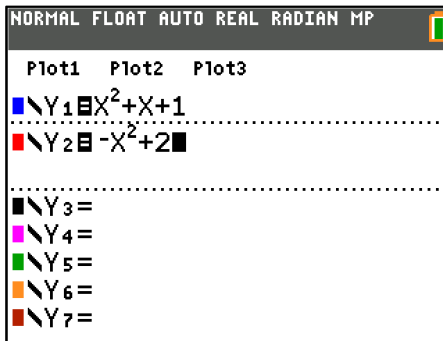 NORMAL FLOAT AUTO REAL RADIAN MP
Plot1 Plot2 Plot3
\Y₁=X²+X+1
\Y₂=-X²+2
\Y₃=
\Y₄=
\Y₅=
\Y₆=
\Y₇=